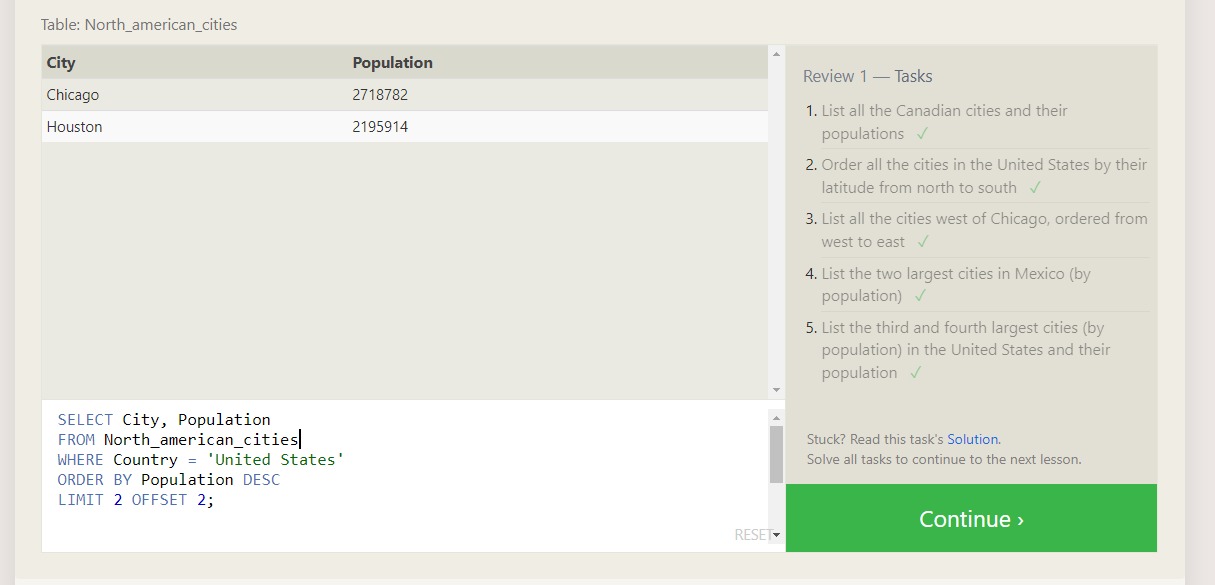 Table: North_american_cities
City Population
Chicago 2718782
Houston 2195914
SELECT City, Population
FROM North_american_cities
WHERE Country = 'United States'
ORDER BY Population DESC
LIMIT 2 OFFSET 2;
RESET
Review 1 — Tasks
1. List all the Canadian cities and their
populations ✓
2. Order all the cities in the United States by their
latitude from north to south ✓
3. List all the cities west of Chicago, ordered from
west to east ✓
4. List the two largest cities in Mexico (by
population) ✓
5. List the third and fourth largest cities (by
population) in the United States and their
population ✓
Stuck? Read this task's Solution.
Solve all tasks to continue to the next lesson.
Continue ›